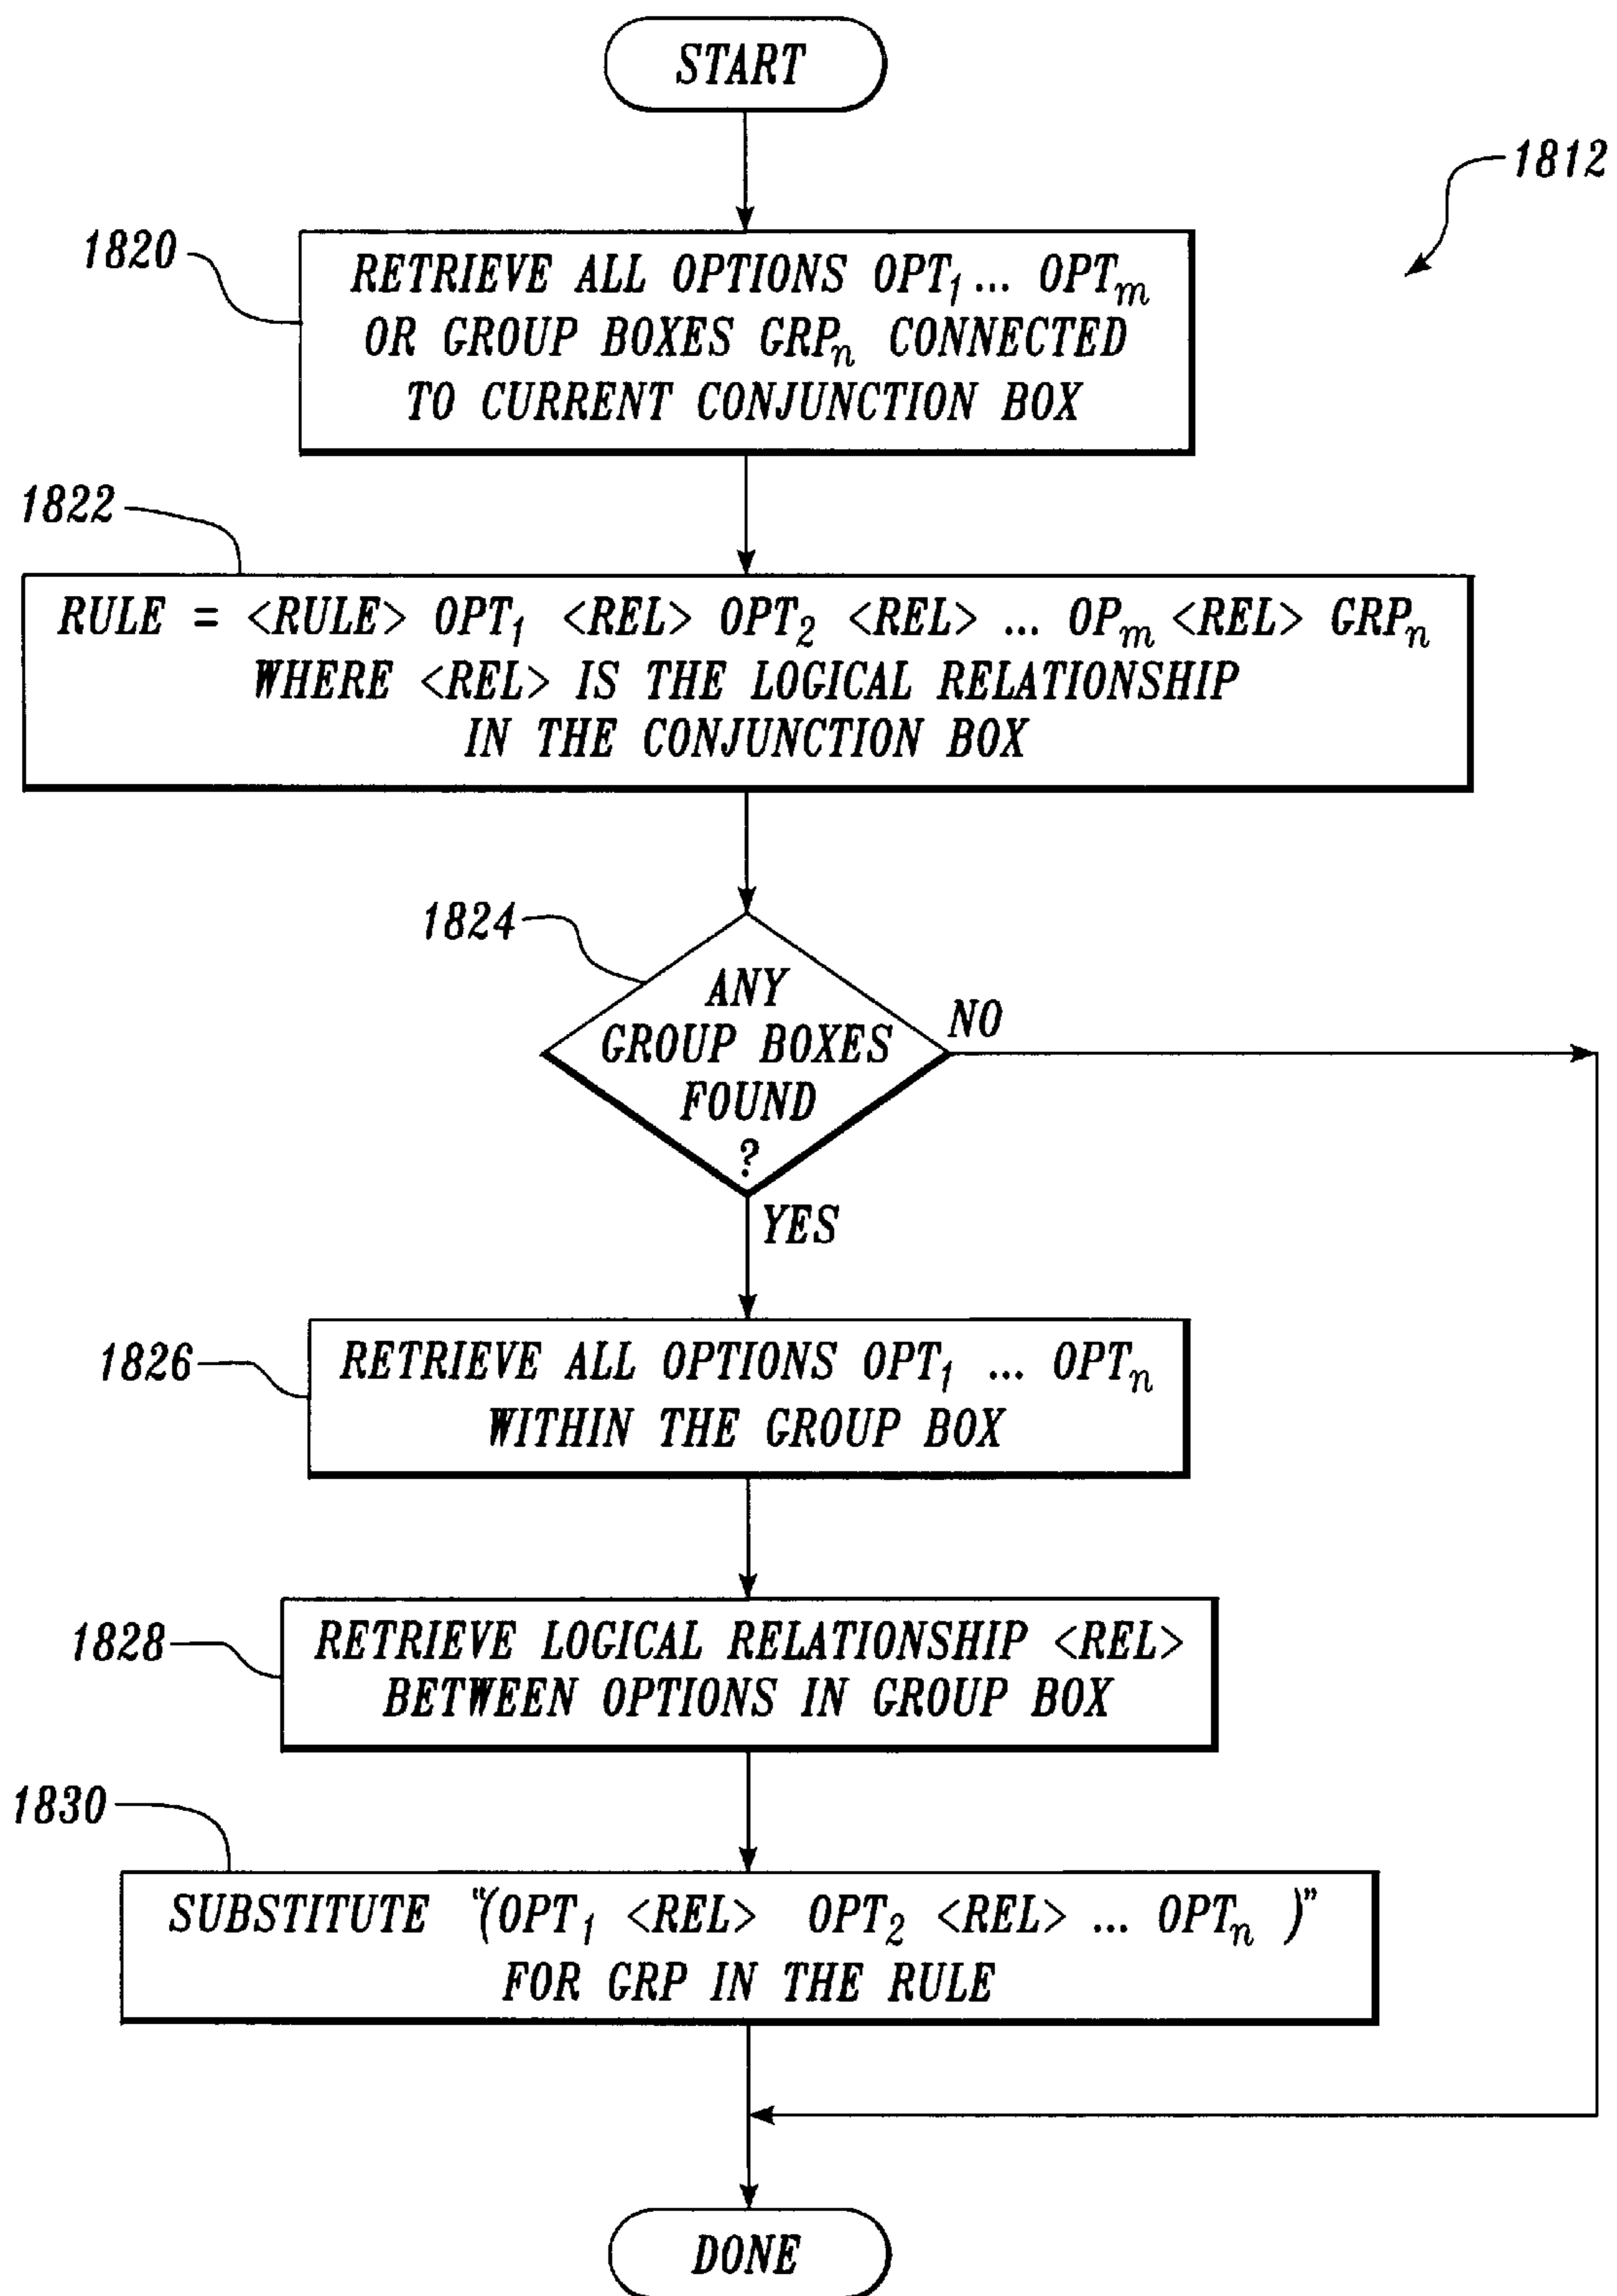 START
1812
1820
RETRIEVE ALL OPTIONS OPT₁ ... OPTₘ
OR GROUP BOXES GRPₙ CONNECTED
TO CURRENT CONJUNCTION BOX
1822
RULE = <RULE> OPT₁ <REL> OPT₂ <REL> ... OPₘ <REL> GRPₙ
WHERE <REL> IS THE LOGICAL RELATIONSHIP
IN THE CONJUNCTION BOX
1824
ANY
GROUP BOXES
FOUND
?
NO
YES
1826
RETRIEVE ALL OPTIONS OPT₁ ... OPTₙ
WITHIN THE GROUP BOX
1828
RETRIEVE LOGICAL RELATIONSHIP <REL>
BETWEEN OPTIONS IN GROUP BOX
1830
SUBSTITUTE “(OPT₁ <REL> OPT₂ <REL> ... OPTₙ )”
FOR GRP IN THE RULE
DONE